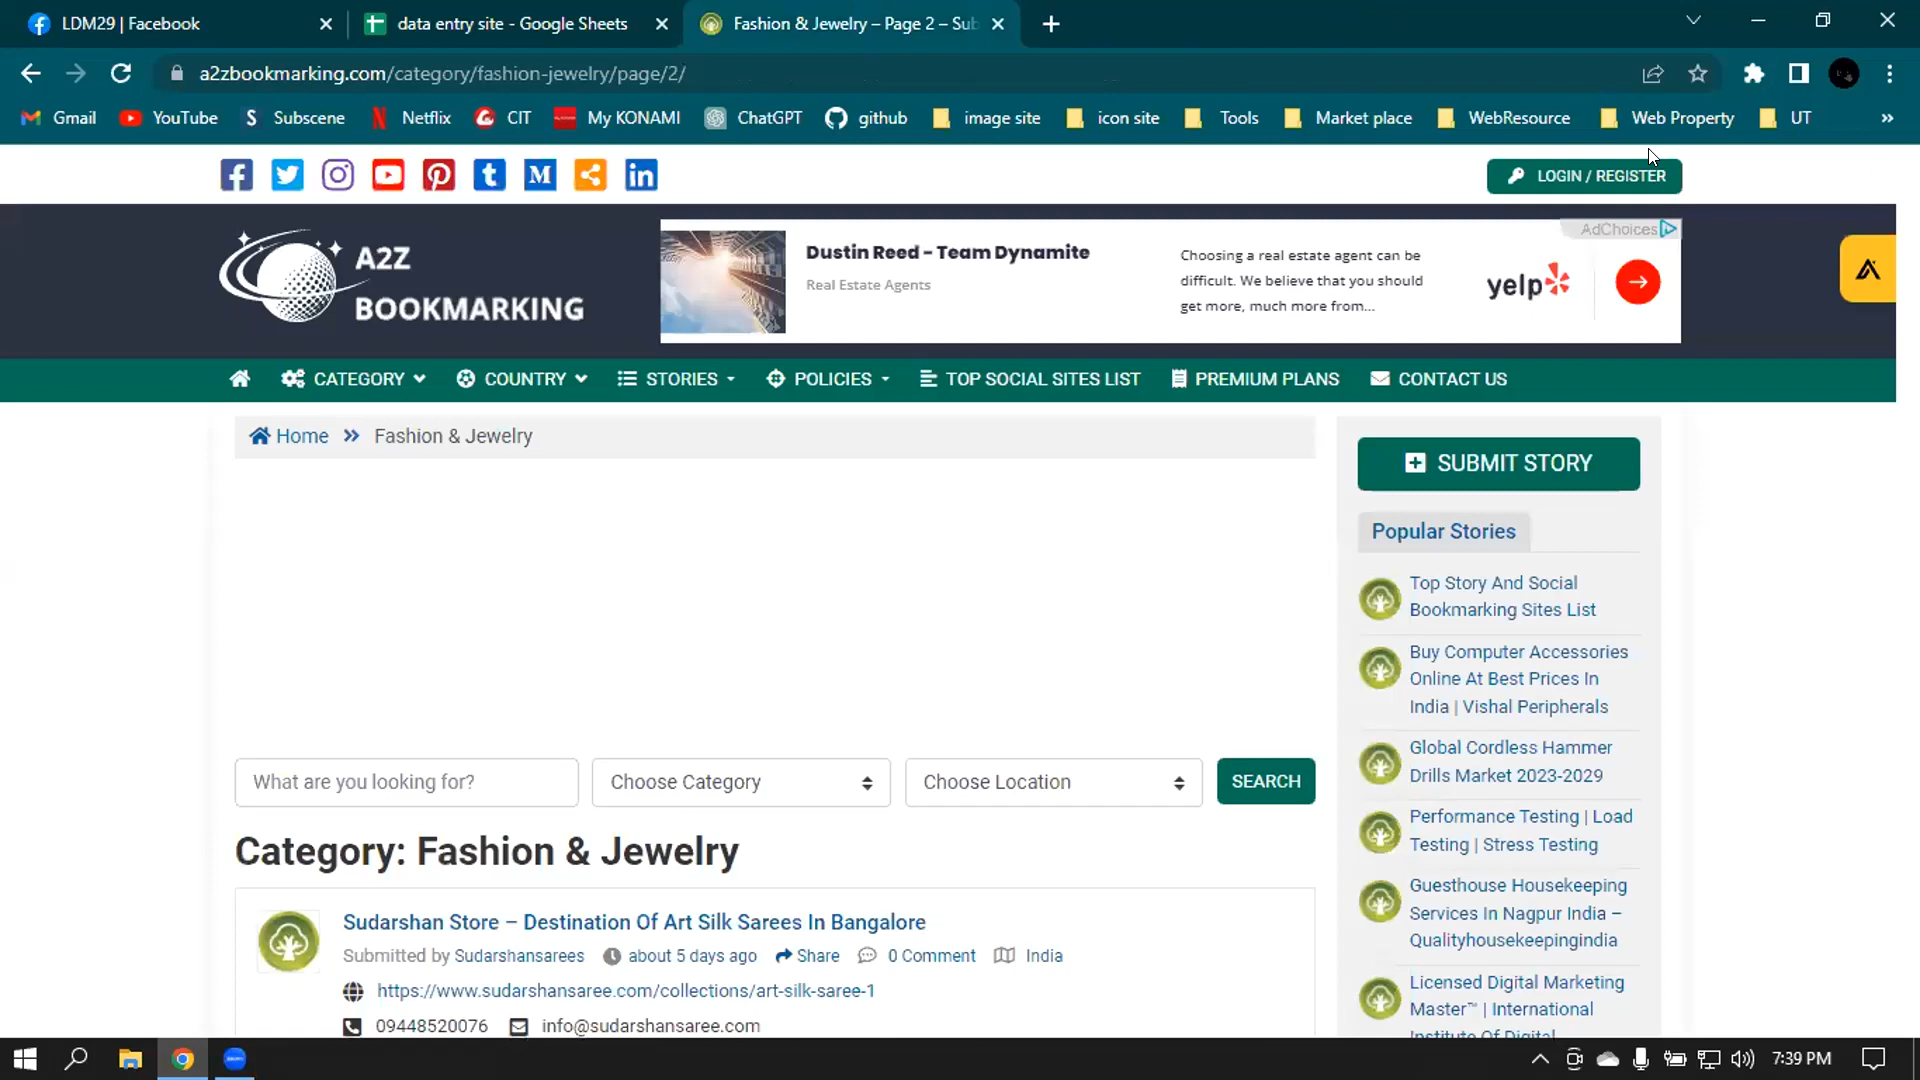 LDM29 | Facebook
data entry site - Google Sheets
Fashion & Jewelry – Page 2 – Sub
a2zbookmarking.com/category/fashion-jewelry/page/2/
Gmail
YouTube
Subscene
Netflix
CIT
My KONAMI
ChatGPT
github
image site
icon site
Tools
Market place
WebResource
Web Property
UT
»
LOGIN / REGISTER
A2Z
BOOKMARKING
Dustin Reed - Team Dynamite
Real Estate Agents
Choosing a real estate agent can be
difficult. We believe that you should
get more, much more from...
yelp
AdChoices
CATEGORY
COUNTRY
STORIES
POLICIES
TOP SOCIAL SITES LIST
PREMIUM PLANS
CONTACT US
Home » Fashion & Jewelry
SUBMIT STORY
Popular Stories
Top Story And Social
Bookmarking Sites List
Buy Computer Accessories
Online At Best Prices In
India | Vishal Peripherals
Global Cordless Hammer
Drills Market 2023-2029
Performance Testing | Load
Testing | Stress Testing
Guesthouse Housekeeping
Services In Nagpur India –
Qualityhousekeepingindia
Licensed Digital Marketing
Master™ | International
Institute Of Digital
What are you looking for?
Choose Category
Choose Location
SEARCH
Category: Fashion & Jewelry
Sudarshan Store – Destination Of Art Silk Sarees In Bangalore
Submitted by Sudarshansarees about 5 days ago Share 0 Comment India
https://www.sudarshansaree.com/collections/art-silk-saree-1
09448520076 info@sudarshansaree.com
7:39 PM